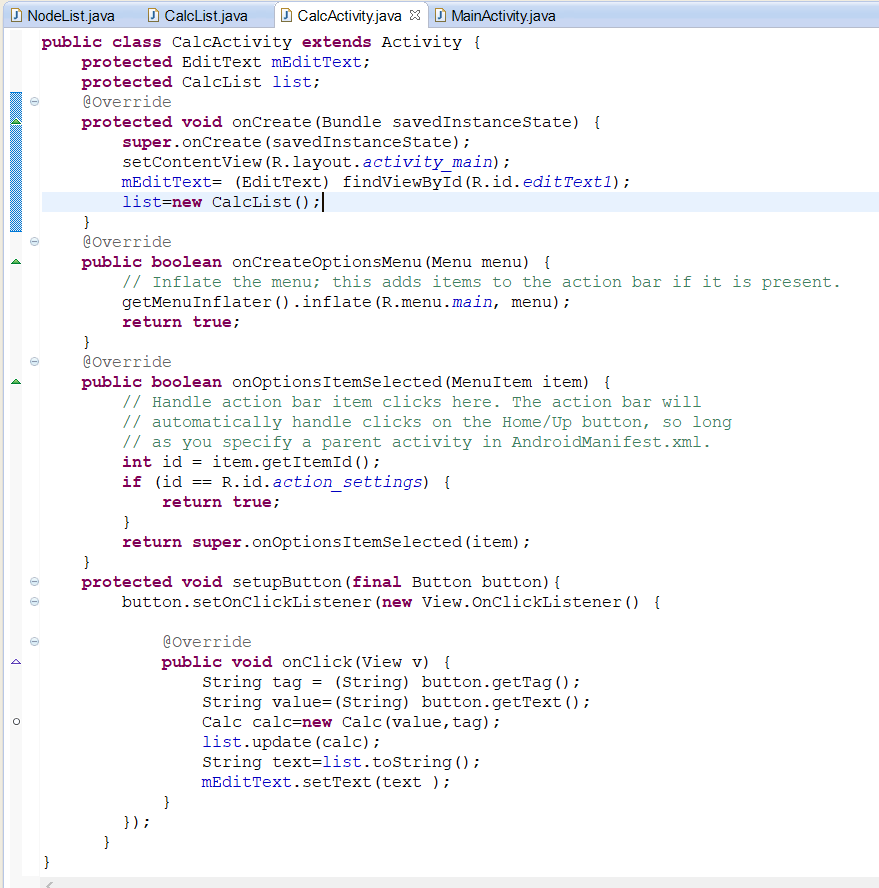 NodeList.java CalcList.java CalcActivity.java MainActivity.java
public class CalcActivity extends Activity {
    protected EditText mEditText;
    protected CalcList list;
    @Override
    protected void onCreate(Bundle savedInstanceState) {
        super.onCreate(savedInstanceState);
        setContentView(R.layout.activity_main);
        mEditText= (EditText) findViewById(R.id.editText1);
        list=new CalcList();
    }
    @Override
    public boolean onCreateOptionsMenu(Menu menu) {
        // Inflate the menu; this adds items to the action bar if it is present.
        getMenuInflater().inflate(R.menu.main, menu);
        return true;
    }
    @Override
    public boolean onOptionsItemSelected(MenuItem item) {
        // Handle action bar item clicks here. The action bar will
        // automatically handle clicks on the Home/Up button, so long
        // as you specify a parent activity in AndroidManifest.xml.
        int id = item.getItemId();
        if (id == R.id.action_settings) {
            return true;
        }
        return super.onOptionsItemSelected(item);
    }
    protected void setupButton(final Button button){
        button.setOnClickListener(new View.OnClickListener() {
            @Override
            public void onClick(View v) {
                String tag = (String) button.getTag();
                String value=(String) button.getText();
                Calc calc=new Calc(value,tag);
                list.update(calc);
                String text=list.toString();
                mEditText.setText(text );
            }
        });
      }
}